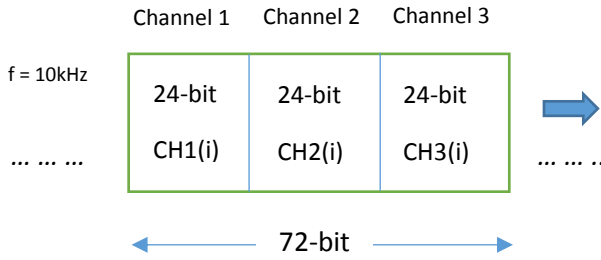 Channel 1 Channel 2 Channel 3
f = 10kHz
24-bit 24-bit 24-bit
... ... ... CH1(i) CH2(i) CH3(i) ... ... ..
72-bit